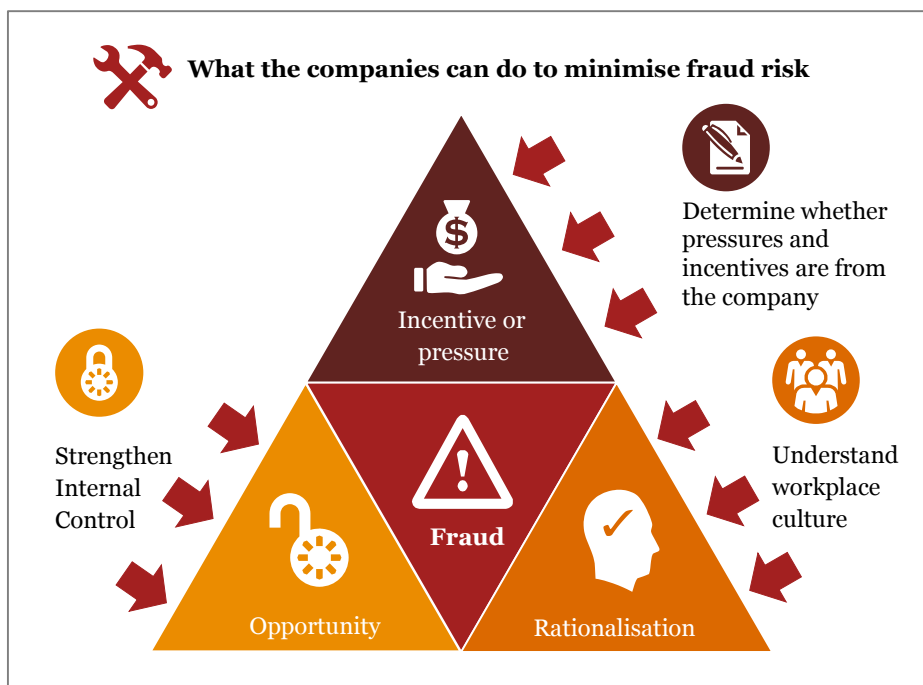 What the companies can do to minimise fraud risk
Determine whether
pressures and
incentives are from
the company
$
Incentive or
pressure
Strengthen
Internal
Control
!
Fraud
Understand
workplace
culture
Opportunity
Rationalisation